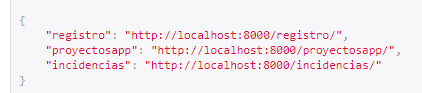 {
"registro": "http://localhost:8000/registro/",
"proyectosapp": "http://localhost:8000/proyectosapp/",
"incidencias": "http://localhost:8000/incidencias/"
}